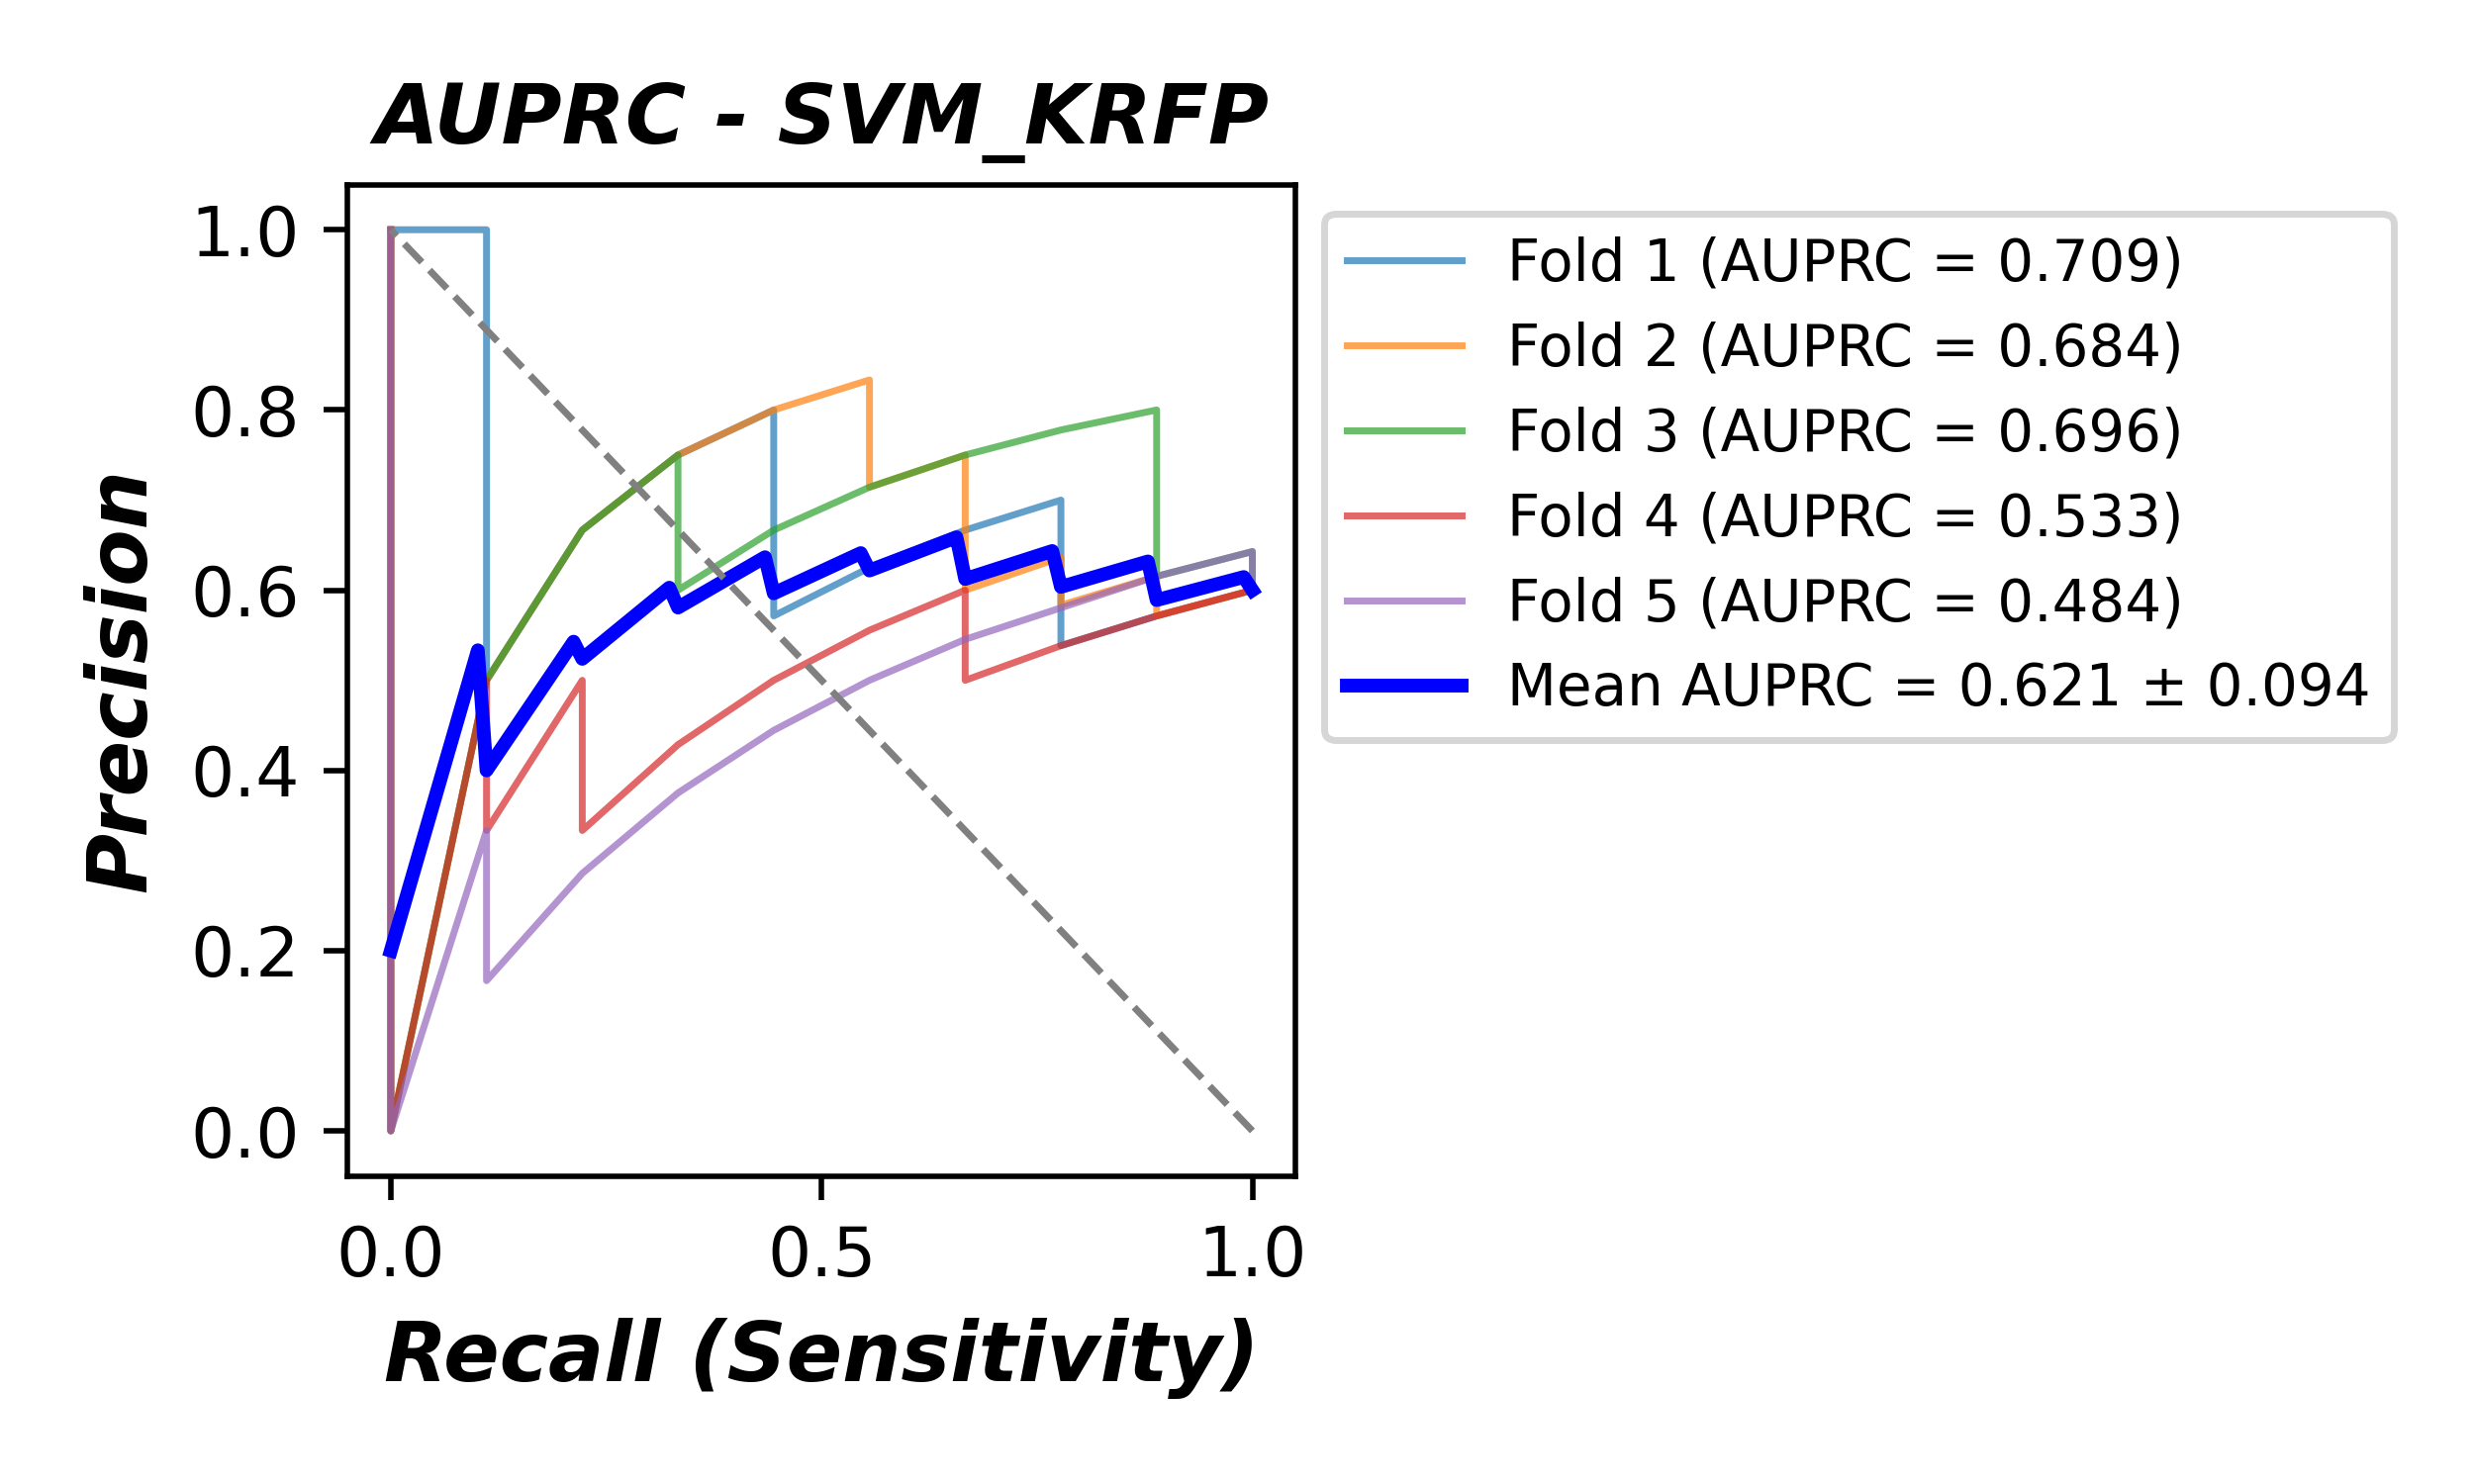 AUPRC - SVM_KRFP
Precision
1.0
0.8
0.6
0.4
0.2
0.0
0.0 0.5 1.0
Recall (Sensitivity)
Fold 1 (AUPRC = 0.709)
Fold 2 (AUPRC = 0.684)
Fold 3 (AUPRC = 0.696)
Fold 4 (AUPRC = 0.533)
Fold 5 (AUPRC = 0.484)
Mean AUPRC = 0.621 ± 0.094